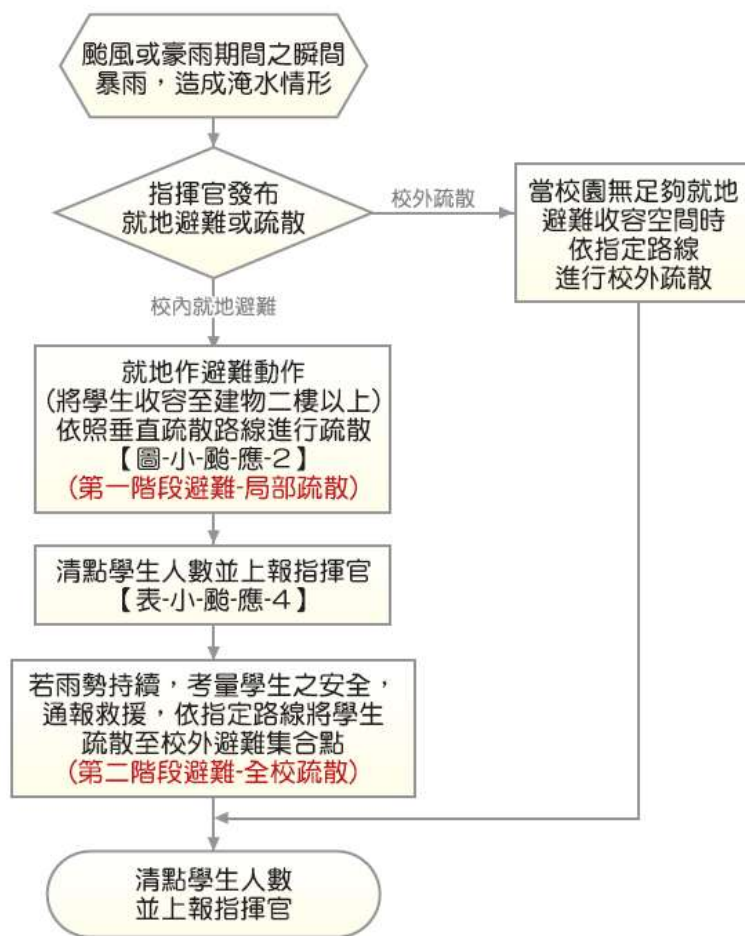 颱風或豪雨期間之瞬間
暴雨，造成淹水情形
指揮官發布
就地避難或疏散
校外疏散
當校園無足夠就地
避難收容空間時
依指定路線
進行校外疏散
校內就地避難
就地作避難動作
(將學生收容至建物二樓以上)
依照垂直疏散路線進行疏散
【圖-小-颱-應-2】
(第一階段避難-局部疏散)
清點學生人數並上報指揮官
【表-小-颱-應-4】
若雨勢持續，考量學生之安全，
通報救援，依指定路線將學生
疏散至校外避難集合點
(第二階段避難-全校疏散)
清點學生人數
並上報指揮官